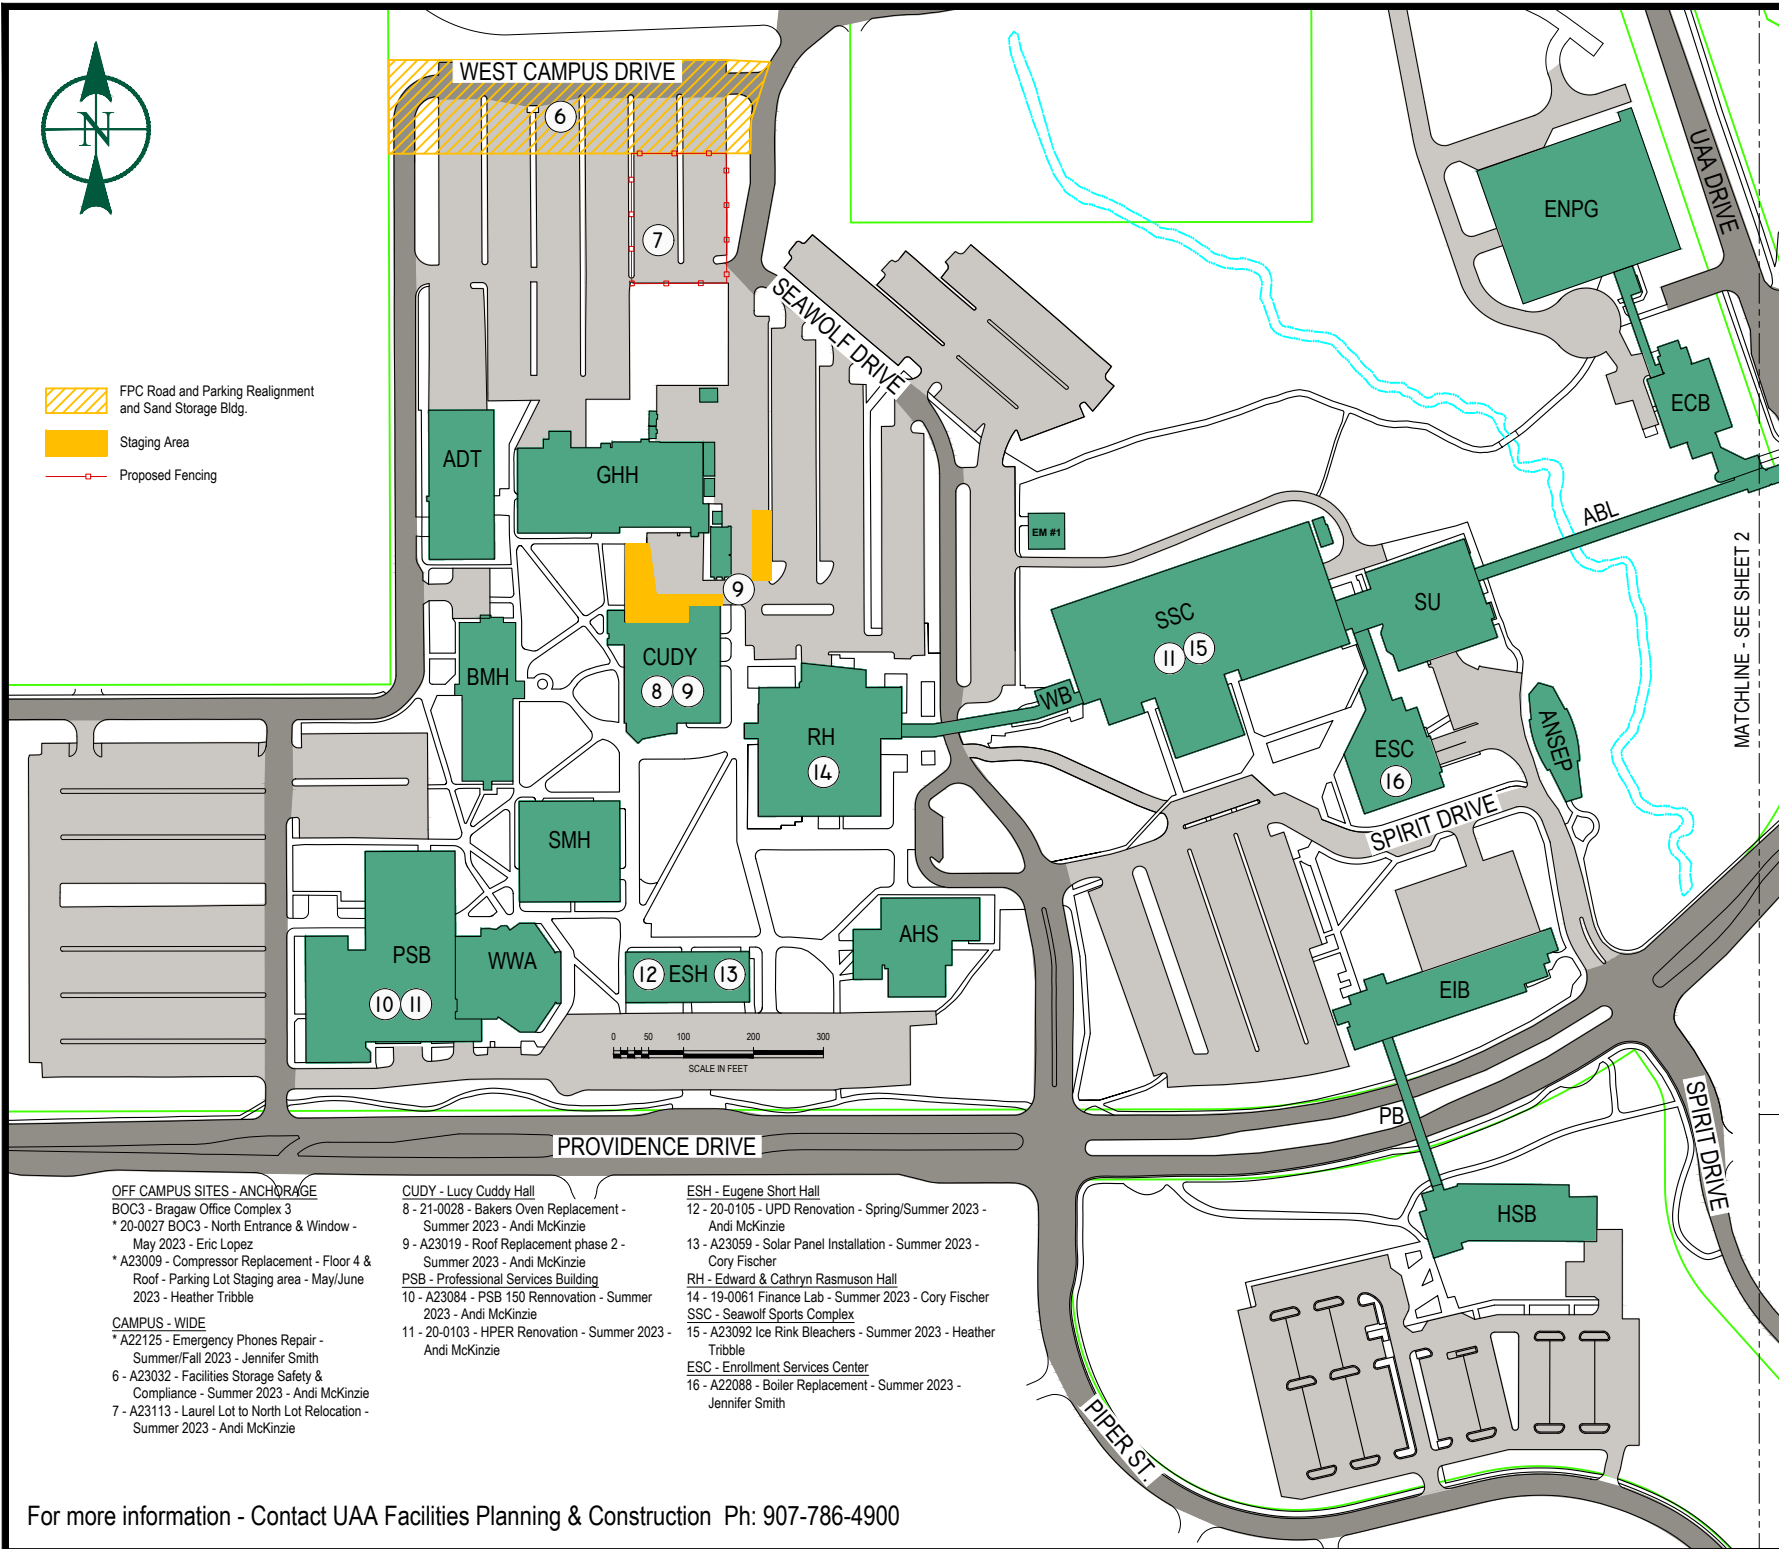 WEST CAMPUS DRIVE
6
N
UAA DRIVE
ENPG
7
SEAWOLF DRIVE
FPC Road and Parking Realignment
and Sand Storage Bldg.
Staging Area
Proposed Fencing
ECB
ADT
GHH
ABL
EM #1
MATCHLINE - SEE SHEET 2
9
SU
SSC
11 15
CUDY
8 9
BMH
WB
RH
14
ESC
16
ANSEP
SPIRIT DRIVE
SMH
AHS
PSB
10 11
WWA
12 ESH 13
EIB
0 50 100 200 300
SCALE IN FEET
PB
SPIRIT DRIVE
PROVIDENCE DRIVE
HSB
PIPER ST.
OFF CAMPUS SITES - ANCHORAGE
BOC3 - Bragaw Office Complex 3
* 20-0027 BOC3 - North Entrance & Window -
May 2023 - Eric Lopez
* A23009 - Compressor Replacement - Floor 4 &
Roof - Parking Lot Staging area - May/June
2023 - Heather Tribble
CAMPUS - WIDE
* A22125 - Emergency Phones Repair -
Summer/Fall 2023 - Jennifer Smith
6 - A23032 - Facilities Storage Safety &
Compliance - Summer 2023 - Andi McKinzie
7 - A23113 - Laurel Lot to North Lot Relocation -
Summer 2023 - Andi McKinzie
CUDY - Lucy Cuddy Hall
8 - 21-0028 - Bakers Oven Replacement -
Summer 2023 - Andi McKinzie
9 - A23019 - Roof Replacement phase 2 -
Summer 2023 - Andi McKinzie
PSB - Professional Services Building
10 - A23084 - PSB 150 Rennovation - Summer
2023 - Andi McKinzie
11 - 20-0103 - HPER Renovation - Summer 2023 -
Andi McKinzie
ESH - Eugene Short Hall
12 - 20-0105 - UPD Renovation - Spring/Summer 2023 -
Andi McKinzie
13 - A23059 - Solar Panel Installation - Summer 2023 -
Cory Fischer
RH - Edward & Cathryn Rasmuson Hall
14 - 19-0061 Finance Lab - Summer 2023 - Cory Fischer
SSC - Seawolf Sports Complex
15 - A23092 Ice Rink Bleachers - Summer 2023 - Heather
Tribble
ESC - Enrollment Services Center
16 - A22088 - Boiler Replacement - Summer 2023 -
Jennifer Smith
For more information - Contact UAA Facilities Planning & Construction Ph: 907-786-4900